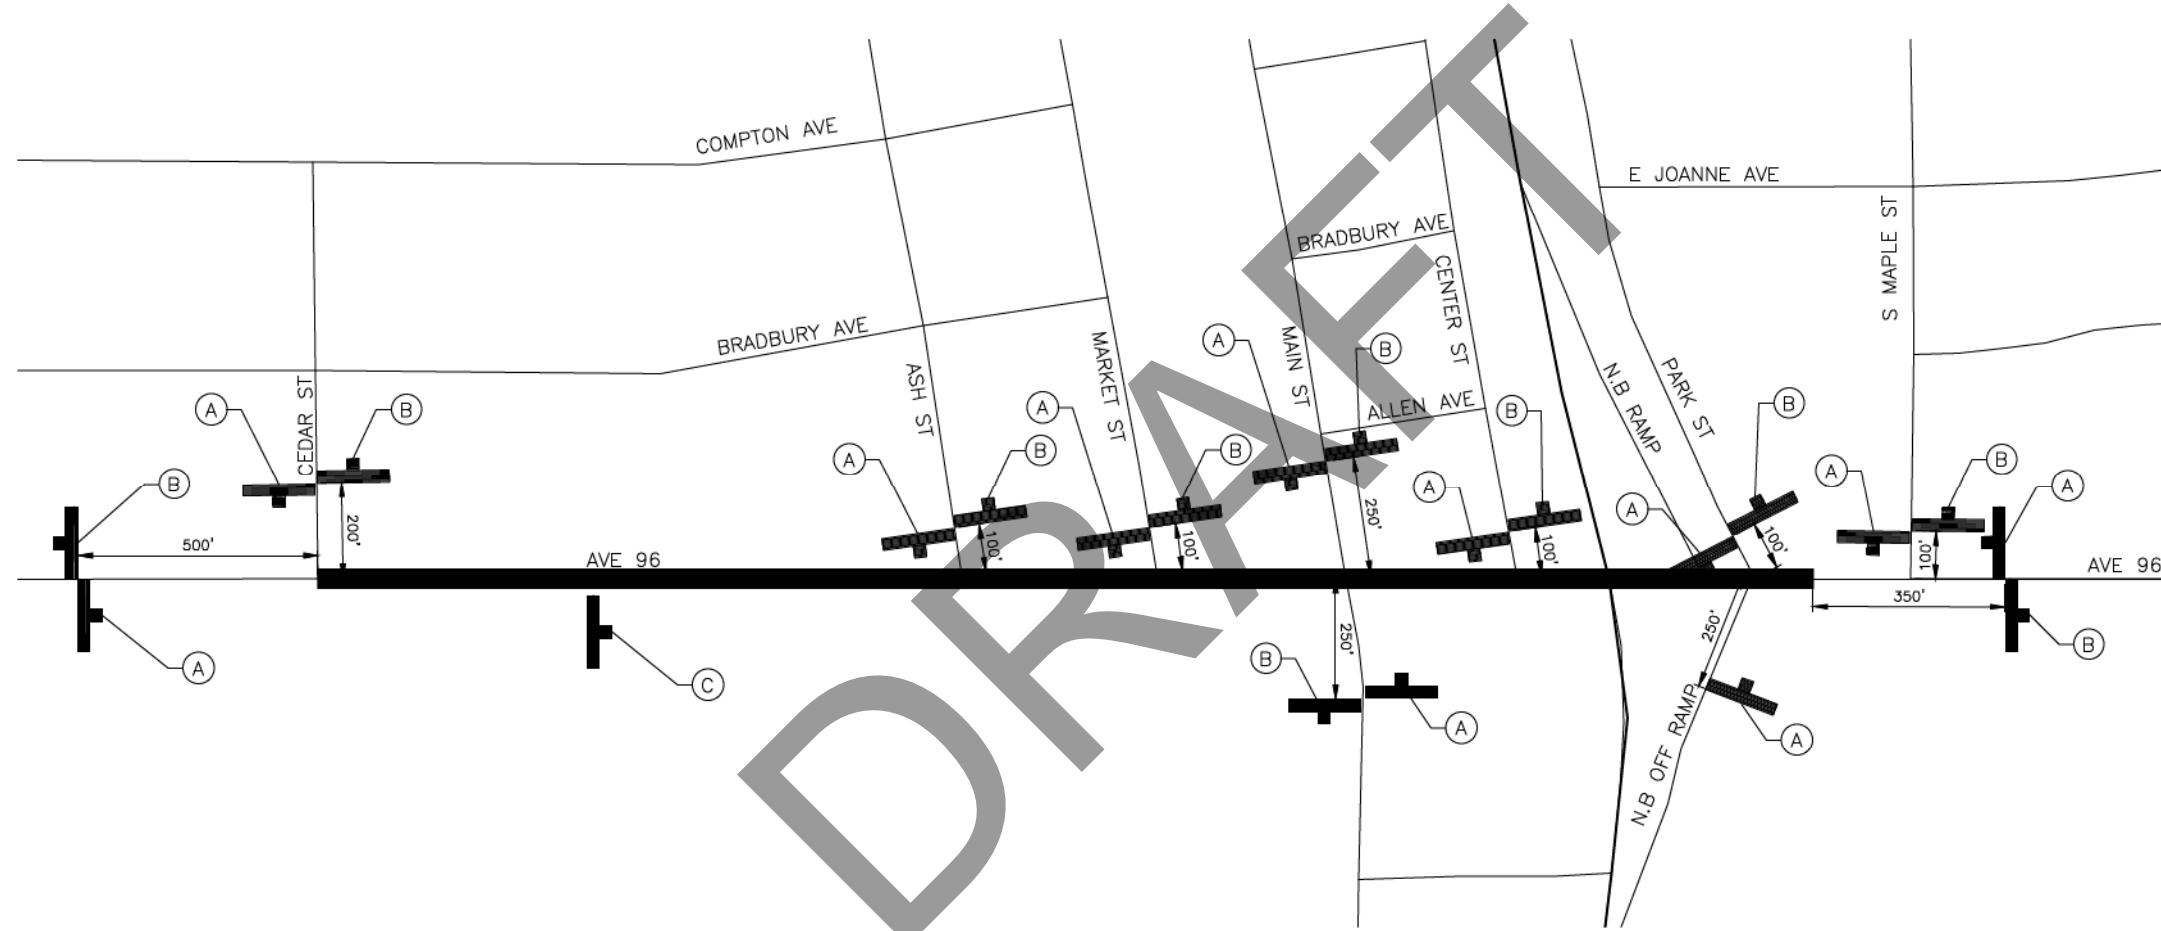 COMPTON AVE
E JOANNE AVE
S MAPLE ST
BRADBURY AVE
CENTER ST
BRADBURY AVE
MARKET ST
MAIN ST
ASH ST
N.B RAMP
PARK ST
CEDAR ST
ALLEN AVE
A
B
A
B
A
B
A
B
A
B
A
B
A
B
A
B
A
B
500'
200'
100'
100'
250'
100'
100'
100'
AVE 96
AVE 96
350'
250'
250'
A
C
B
A
N.B OFF RAMP
A
B
DRAFT